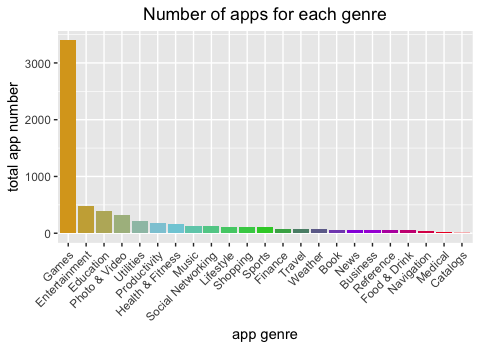 Number of apps for each genre
total app number
3000
2000
1000
0
Games
Entertainment
Education
Photo & Video
Utilities
Productivity
Health & Fitness
Music
Social Networking
Lifestyle
Shopping
Sports
Finance
Travel
Weather
Book
News
Business
Reference
Food & Drink
Navigation
Medical
Catalogs
app genre